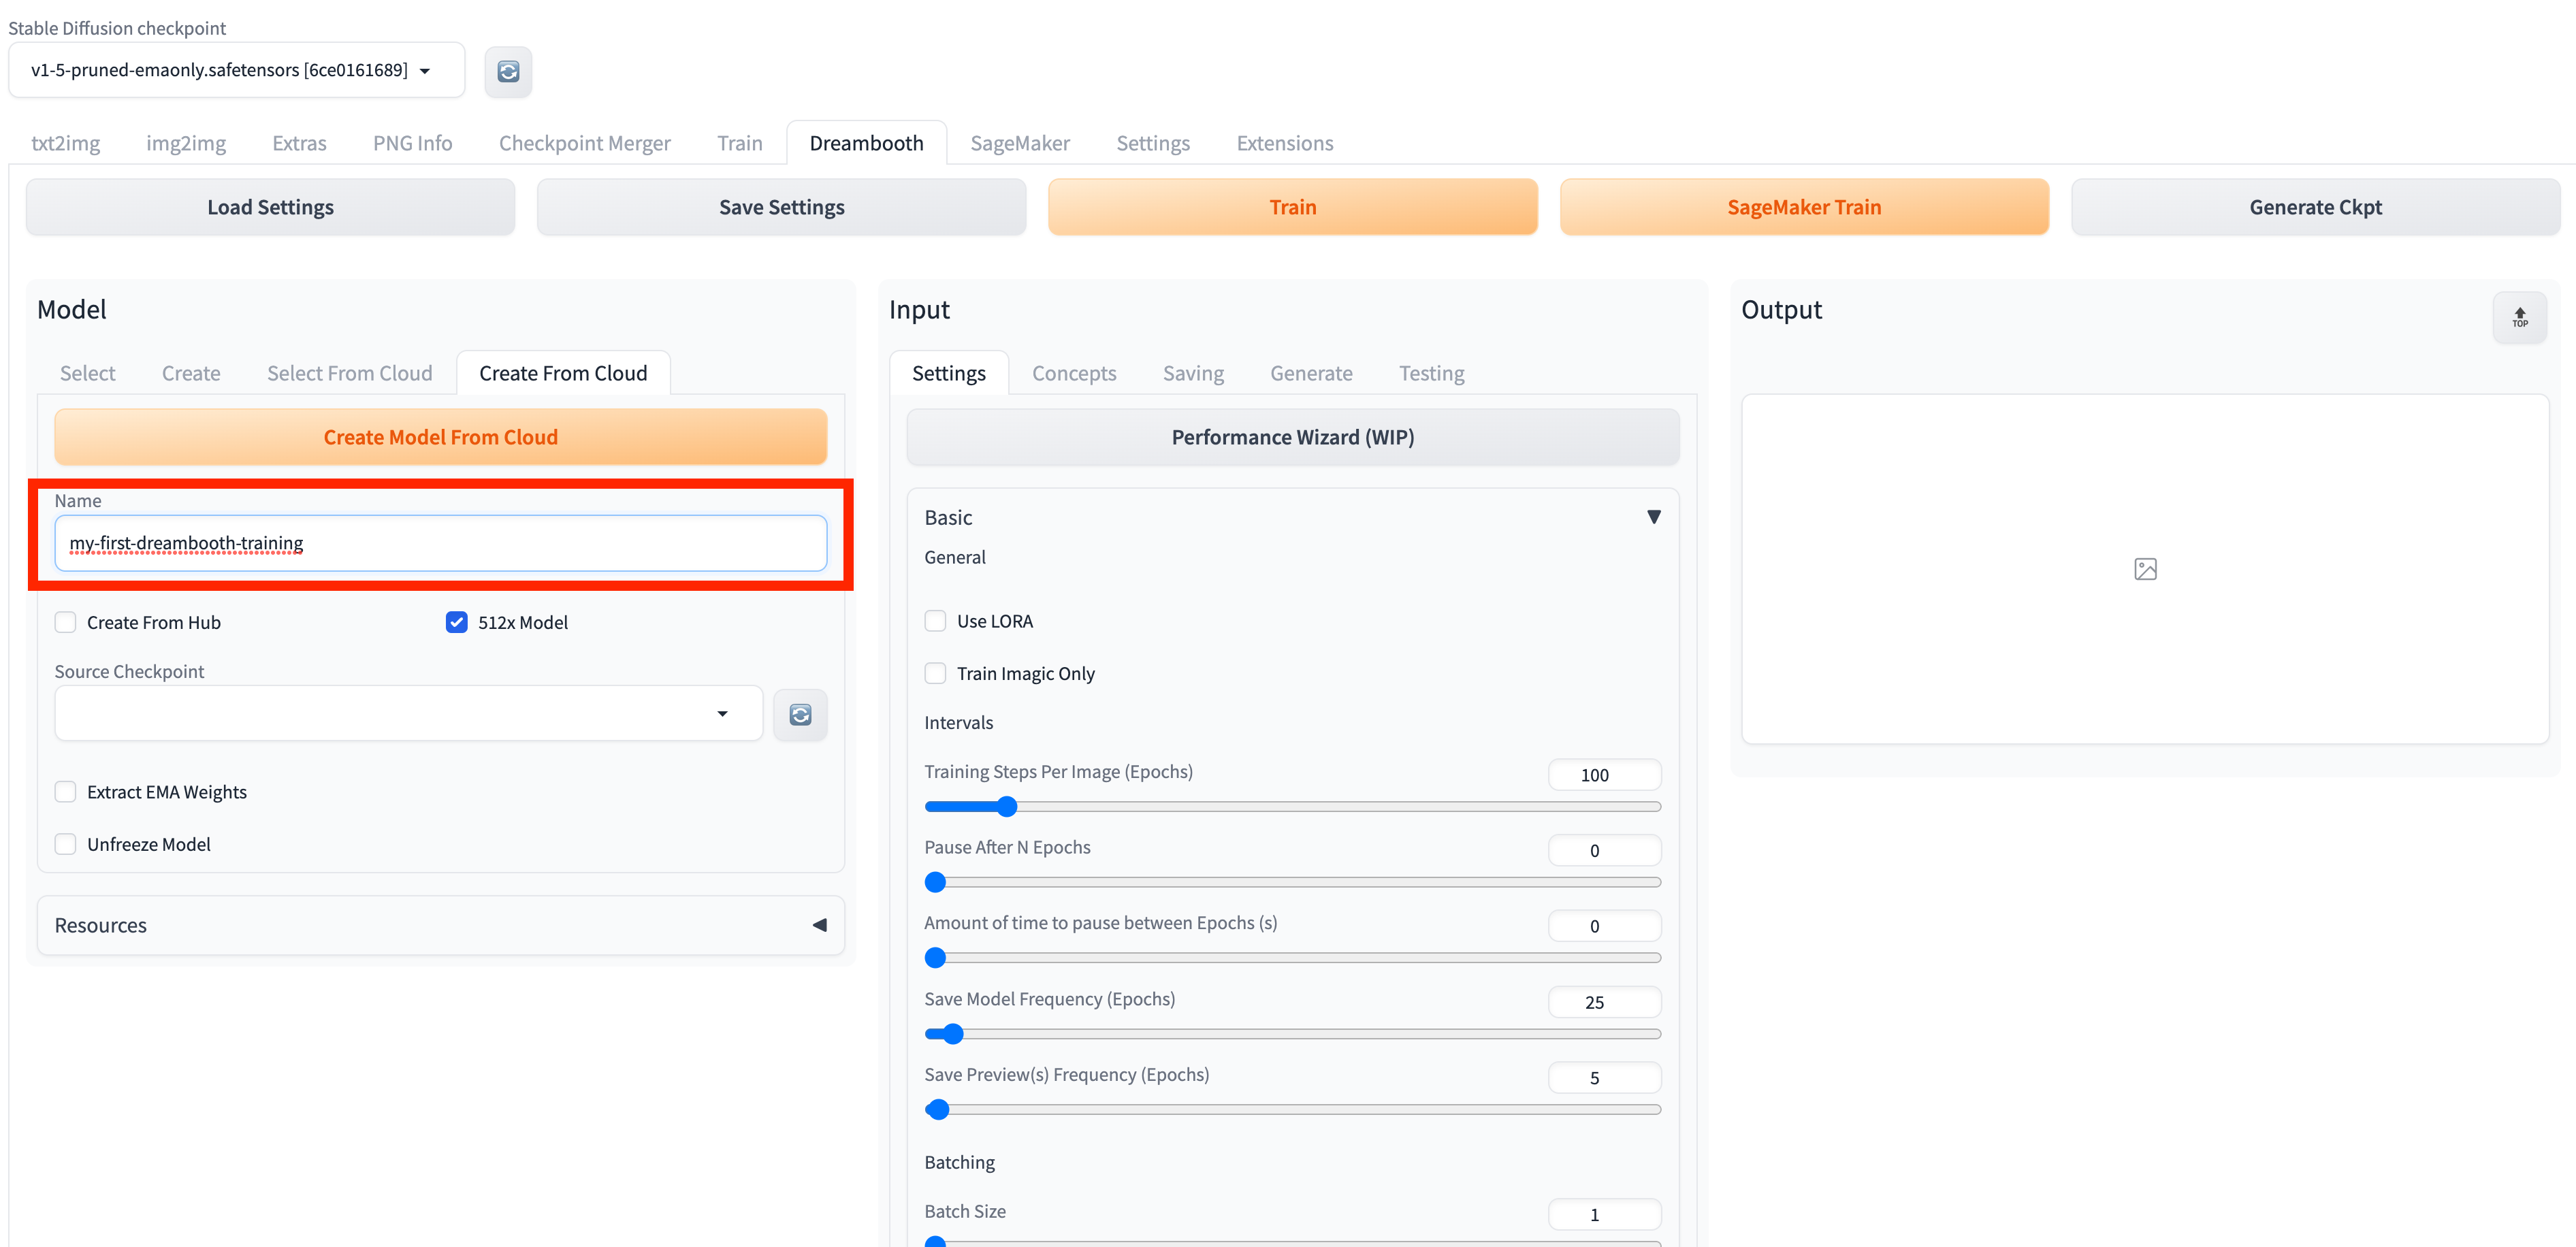 Stable Diffusion checkpoint
v1-5-pruned-emaonly.safetensors [6ce0161689]
txt2img img2img Extras PNG Info Checkpoint Merger Train Dreambooth SageMaker Settings Extensions
Load Settings Save Settings Train SageMaker Train Generate Ckpt
Model
Select Create Select From Cloud Create From Cloud
Create Model From Cloud
Name
my-first-dreambooth-training
Create From Hub 512x Model
Source Checkpoint
Extract EMA Weights
Unfreeze Model
Resources
Input
Settings Concepts Saving Generate Testing
Performance Wizard (WIP)
Basic
General
Use LORA
Train Imagic Only
Intervals
Training Steps Per Image (Epochs) 100
Pause After N Epochs 0
Amount of time to pause between Epochs (s) 0
Save Model Frequency (Epochs) 25
Save Preview(s) Frequency (Epochs) 5
Batching
Batch Size 1
Output
TOP